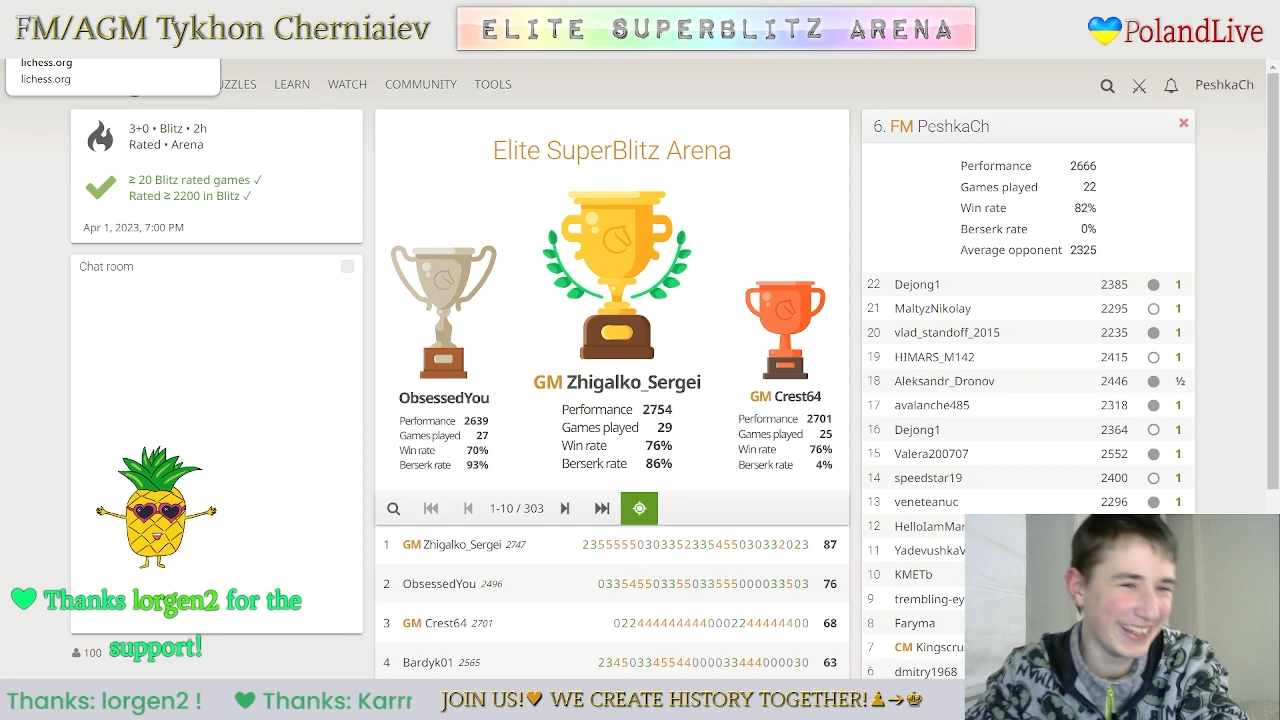 FM/AGM Tykhon Cherniaiev
ELITE SUPERBLITZ ARENA
PolandLive
lichess.org
lichess.org
UZZLES LEARN WATCH COMMUNITY TOOLS
PeshkaCh
3+0 • Blitz • 2h
Rated • Arena
≥ 20 Blitz rated games ✓
Rated ≥ 2200 in Blitz ✓
Apr 1, 2023, 7:00 PM
Chat room
100
Thanks lorgen2 for the
support!
Elite SuperBlitz Arena
ObsessedYou
Performance 2639
Games played 27
Win rate 70%
Berserk rate 93%
GM Zhigalko_Sergei
Performance 2754
Games played 29
Win rate 76%
Berserk rate 86%
GM Crest64
Performance 2701
Games played 25
Win rate 76%
Berserk rate 4%
1-10 / 303
1 GM Zhigalko_Sergei 2747 23555550303352335455030332023 87
2 ObsessedYou 2496 033545503355033555000033503 76
3 GM Crest64 2701 0224444444440002244444400 68
4 Bardyk01 2565 23450334554400003344000030 63
6. FM PeshkaCh
Performance 2666
Games played 22
Win rate 82%
Berserk rate 0%
Average opponent 2325
22 Dejong1 2385 1
21 MaltyzNikolay 2295 1
20 vlad_standoff_2015 2235 1
19 HIMARS_M142 2415 1
18 Aleksandr_Dronov 2446 ½
17 avalanche485 2318 1
16 Dejong1 2364 1
15 Valera200707 2552 1
14 speedstar19 2400 1
13 veneteanuc 2296 1
12 HelloIamMar
11 YadevushkaV
10 KMETb
9 trembling-ey
8 Faryma
7 CM Kingscru
6 dmitry1968
Thanks: lorgen2 ! Thanks: Karrr
JOIN US! WE CREATE HISTORY TOGETHER!